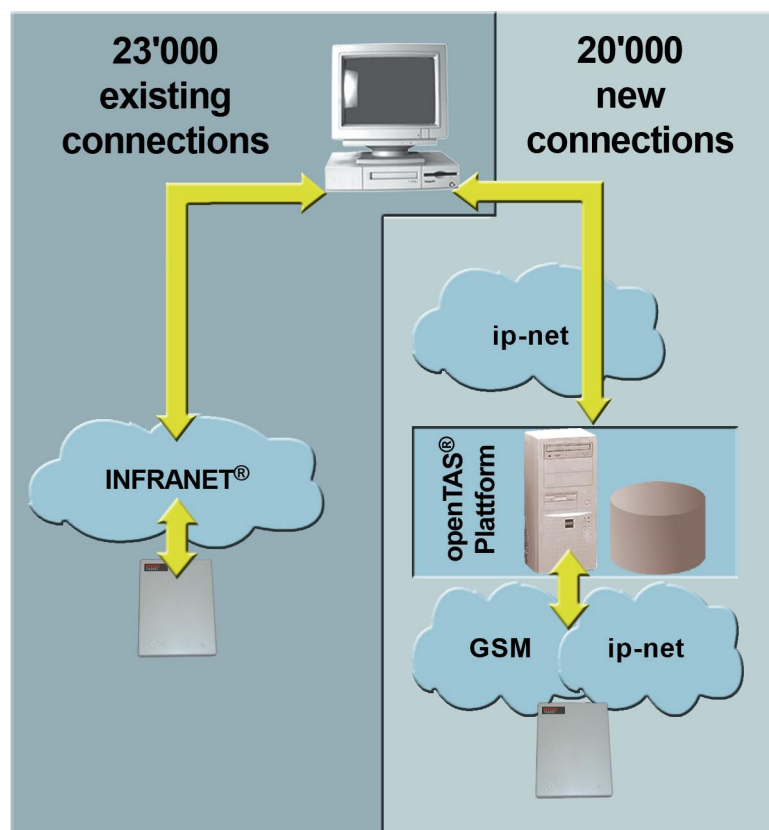 23'000
existing
connections
20'000
new
connections
ip-net
INFRANET®
openTAS®
Plattform
GSM
ip-net